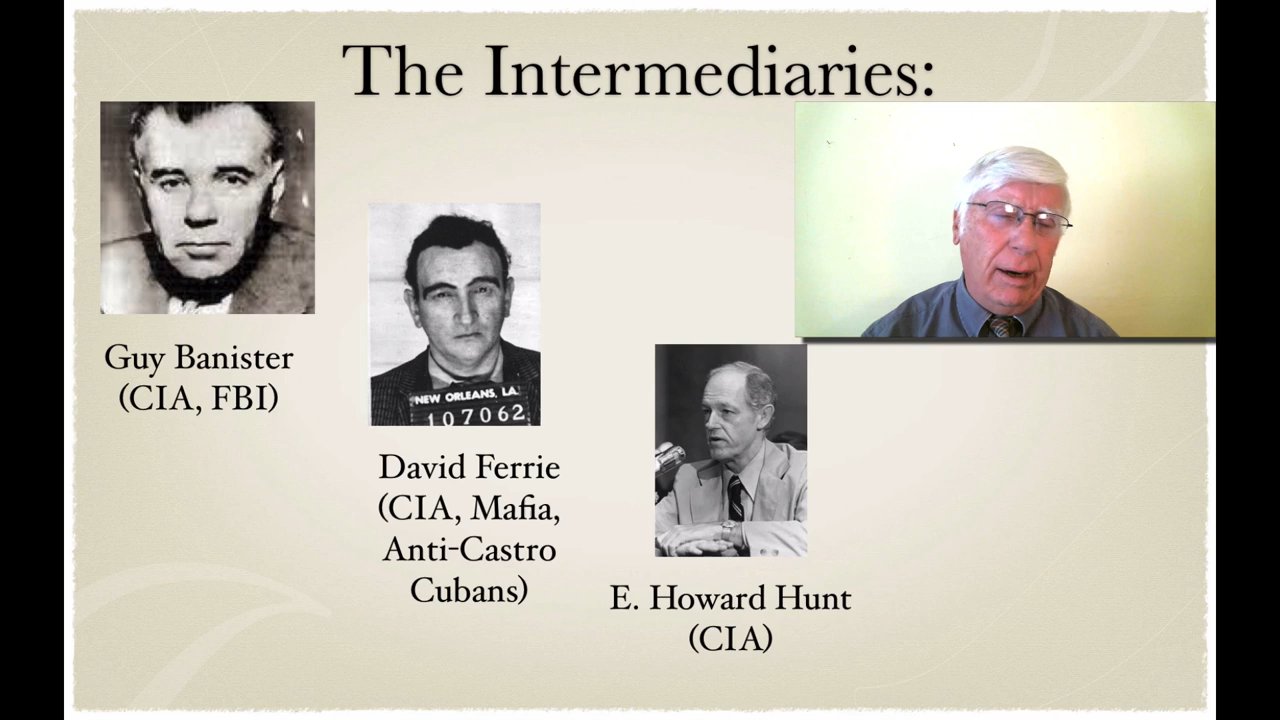 The Intermediaries:
Guy Banister
(CIA, FBI)
NEW ORLEANS, LA.
107062
David Ferrie
(CIA, Mafia,
Anti-Castro
Cubans)
E. Howard Hunt
(CIA)